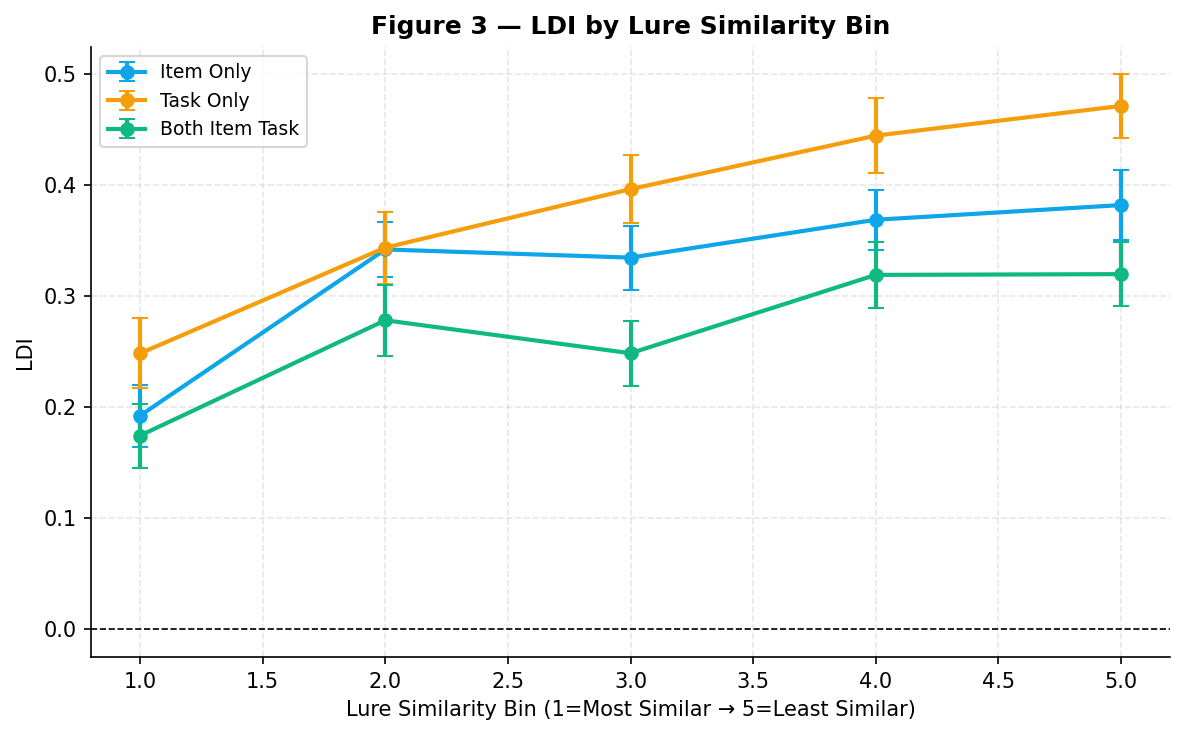 Figure 3 — LDI by Lure Similarity Bin
Item Only
Task Only
Both Item Task
LDI
0.5
0.4
0.3
0.2
0.1
0.0
1.0 1.5 2.0 2.5 3.0 3.5 4.0 4.5 5.0
Lure Similarity Bin (1=Most Similar → 5=Least Similar)